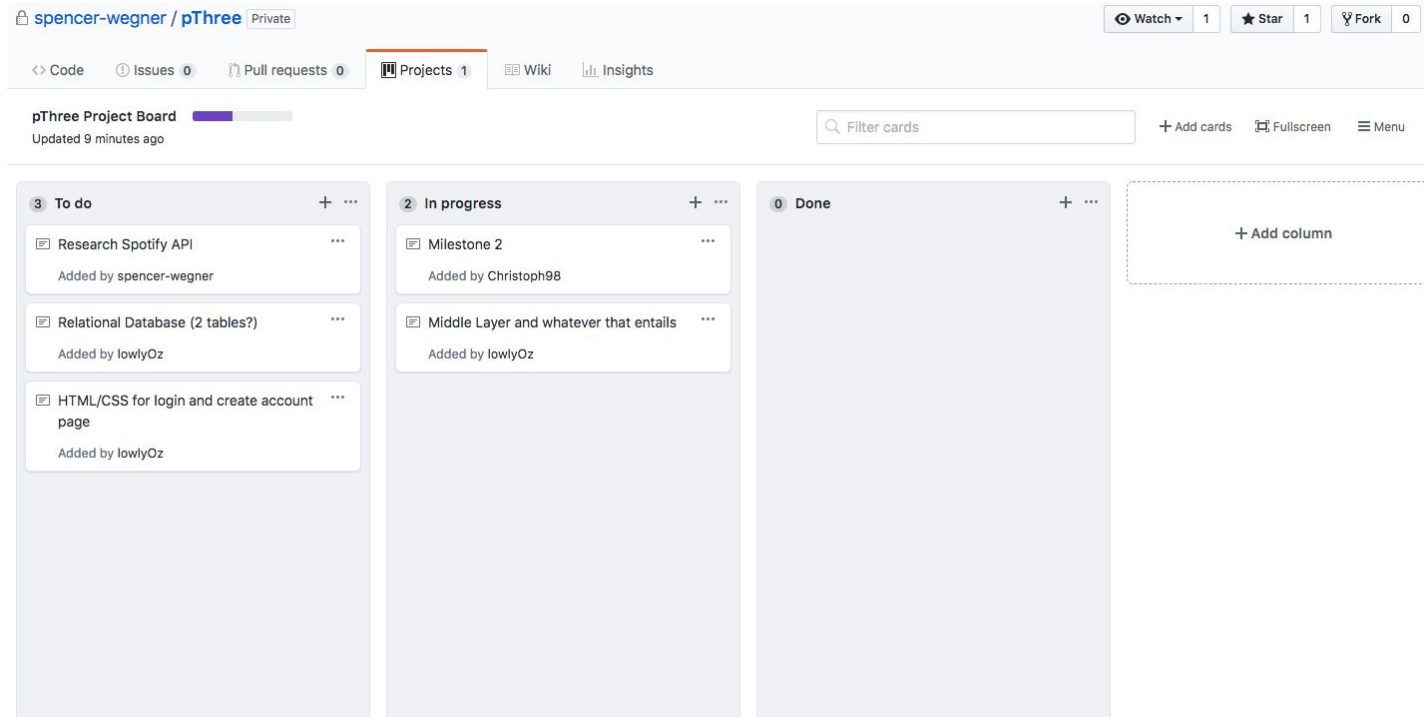 spencer-wegner / pThree Private
Watch 1 Star 1 Fork 0
Code Issues 0 Pull requests 0 Projects 1 Wiki Insights
pThree Project Board
Updated 9 minutes ago
Filter cards
Add cards Fullscreen Menu
3 To do
Research Spotify API
Added by spencer-wegner
Relational Database (2 tables?)
Added by lowlyOz
HTML/CSS for login and create account
page
Added by lowlyOz
2 In progress
Milestone 2
Added by Christoph98
Middle Layer and whatever that entails
Added by lowlyOz
0 Done
Add column